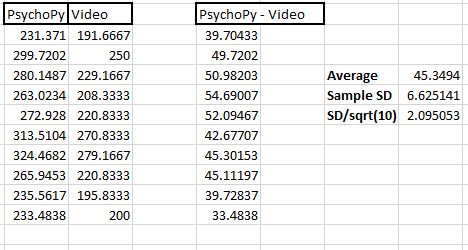 PsychoPy Video PsychoPy - Video
231.371 191.6667 39.70433
299.7202 250 49.7202
280.1487 229.1667 50.98203 Average 45.3494
263.0234 208.3333 54.69007 Sample SD 6.625141
272.928 220.8333 52.09467 SD/sqrt(10) 2.095053
313.5104 270.8333 42.67707
324.4682 279.1667 45.30153
265.9453 220.8333 45.11197
235.5617 195.8333 39.72837
233.4838 200 33.4838